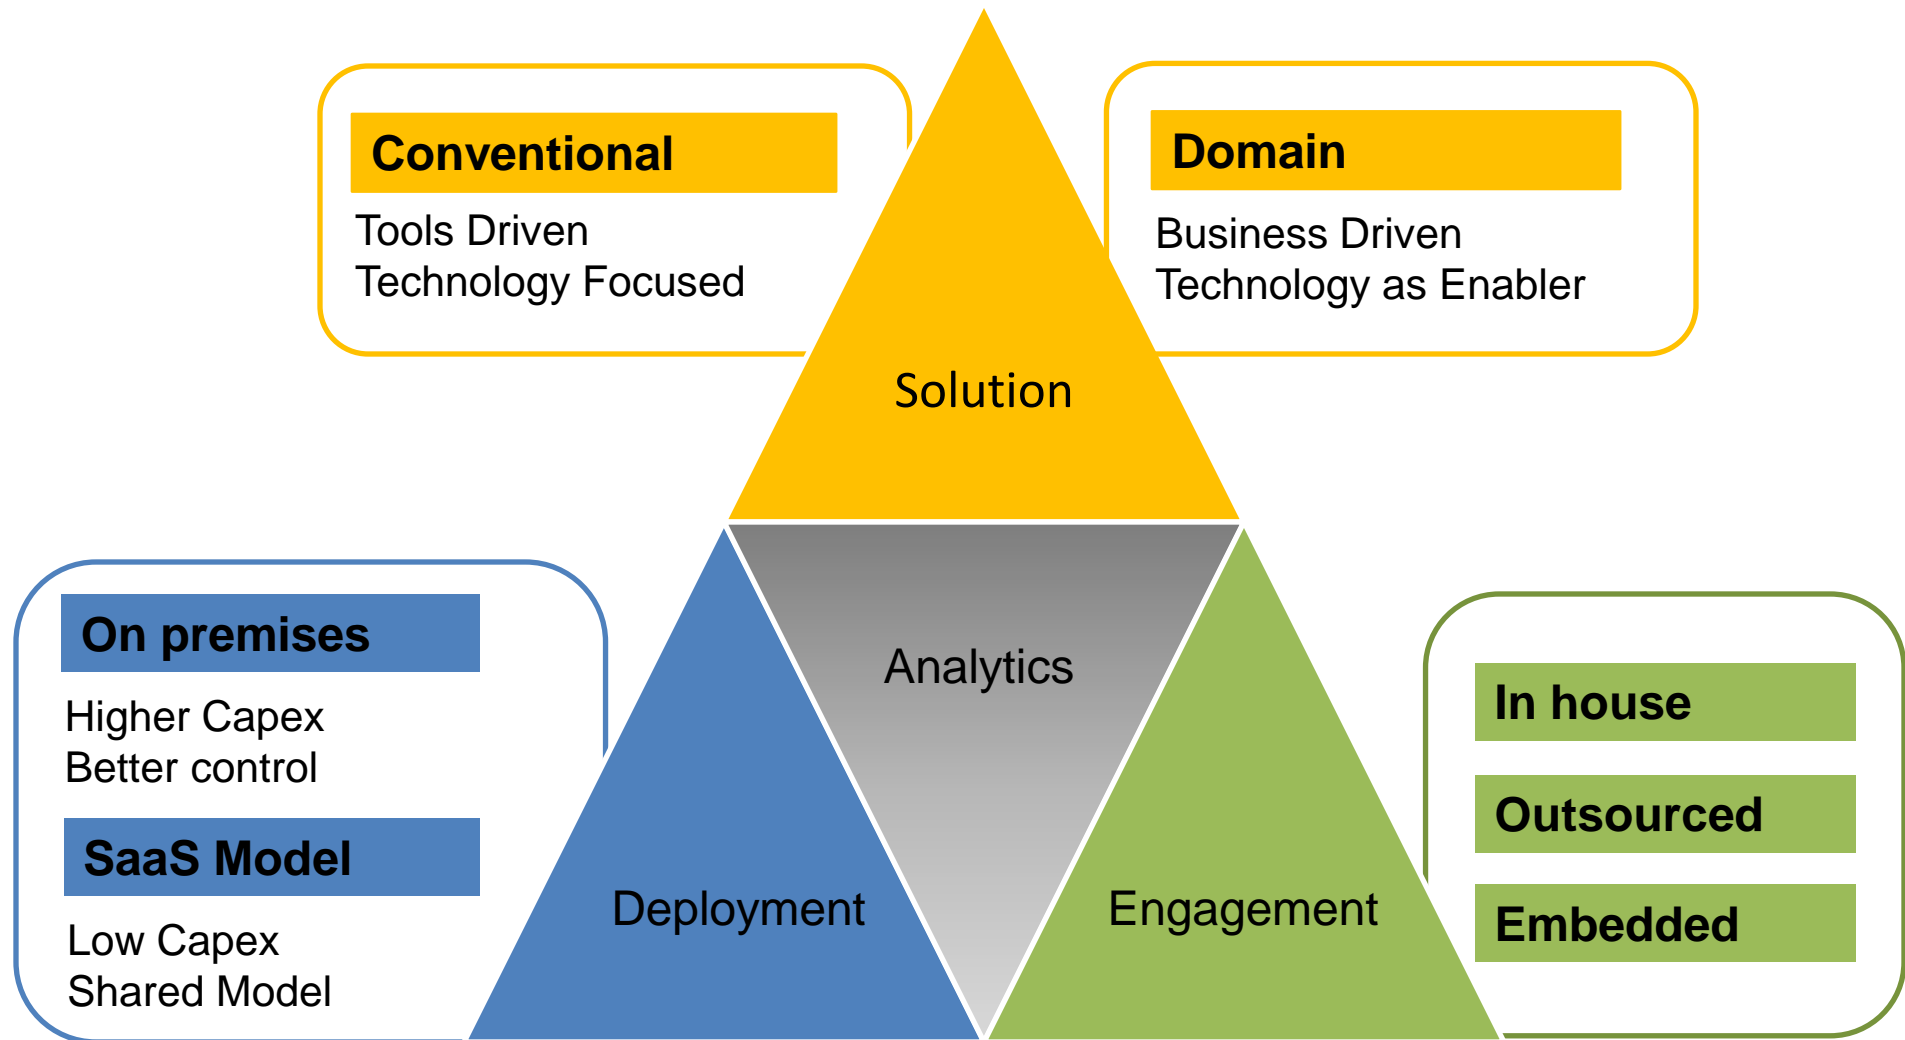 Conventional
Tools Driven
Technology Focused
Domain
Business Driven
Technology as Enabler
Solution
On premises
Higher Capex
Better control
SaaS Model
Low Capex
Shared Model
Analytics
Deployment
Engagement
In house
Outsourced
Embedded